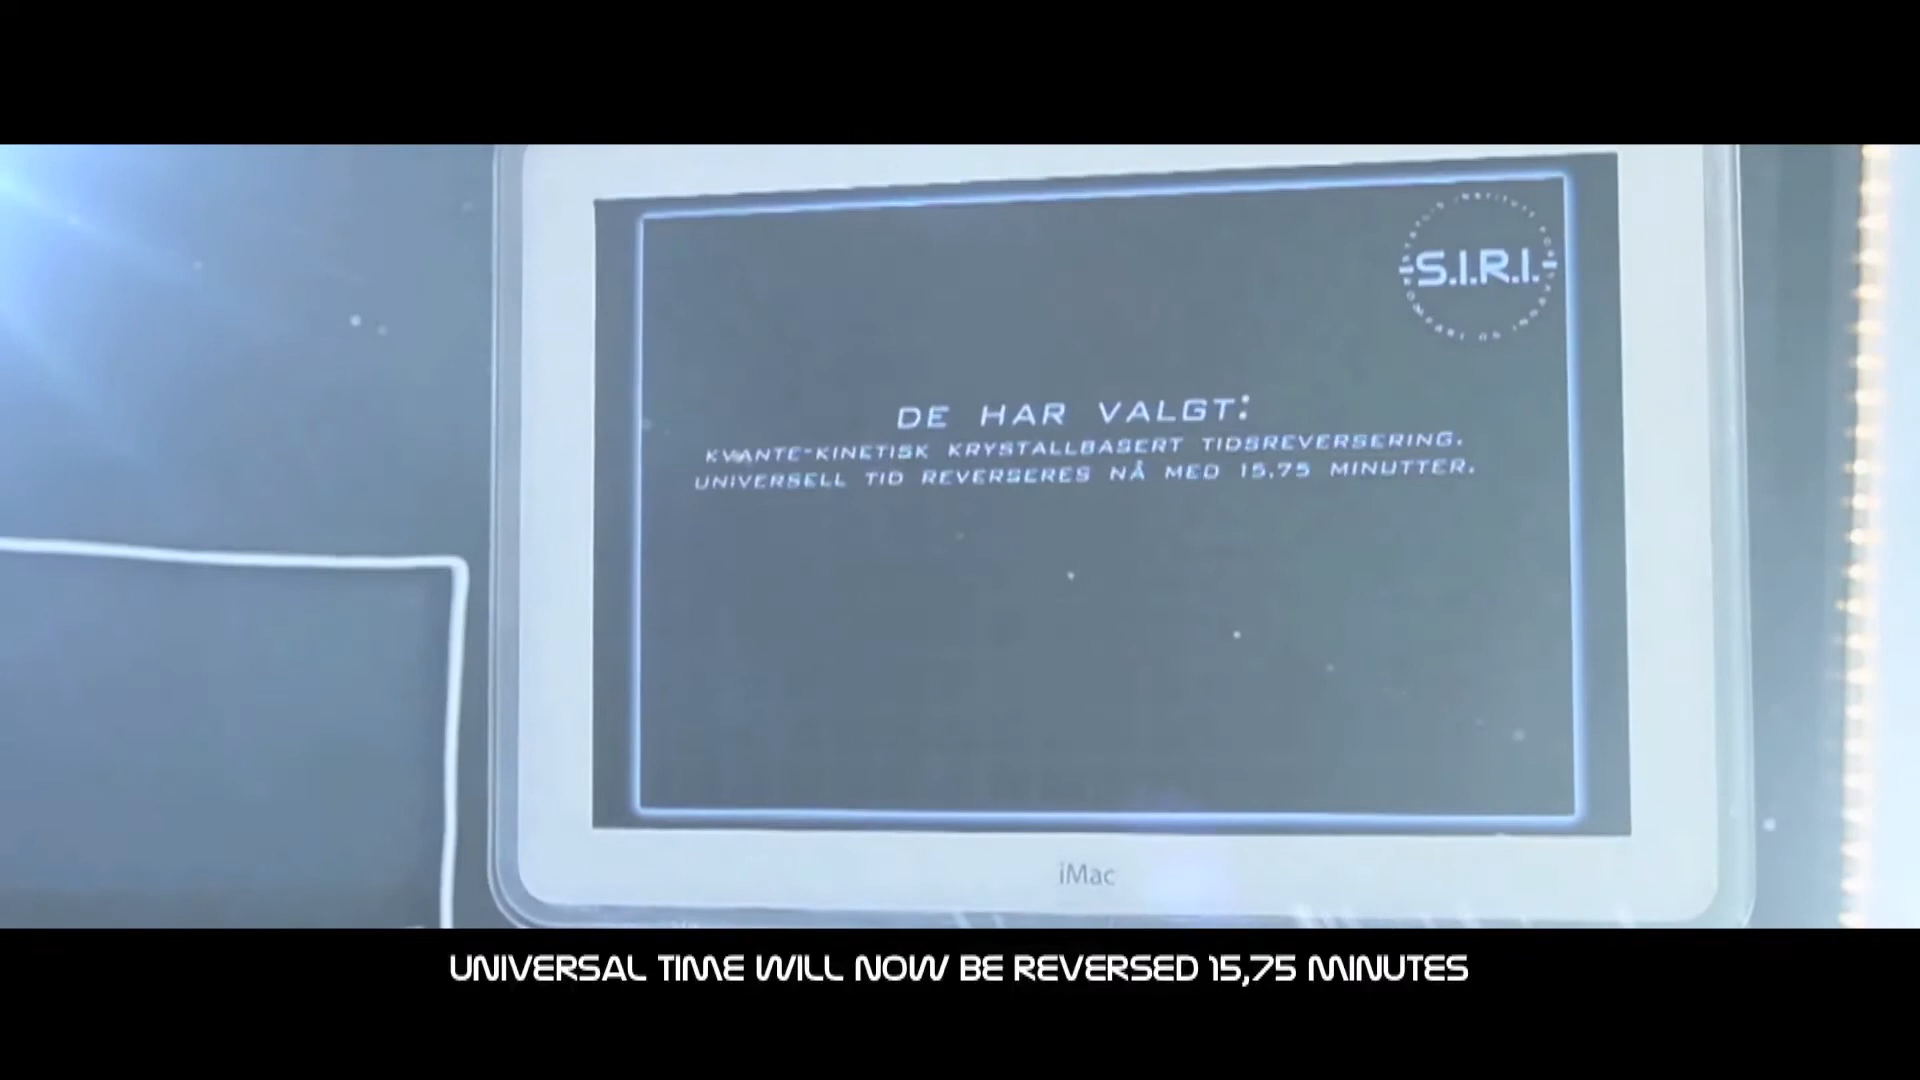 S.I.R.I.
DE HAR VALGT:
KVANTE-KINETISK KRYSTALLBASERT TIDSREVERSERING.
UNIVERSELL TID REVERSERES NÅ MED 15,75 MINUTTER.
iMac
UNIVERSAL TIME WILL NOW BE REVERSED 15,75 MINUTES